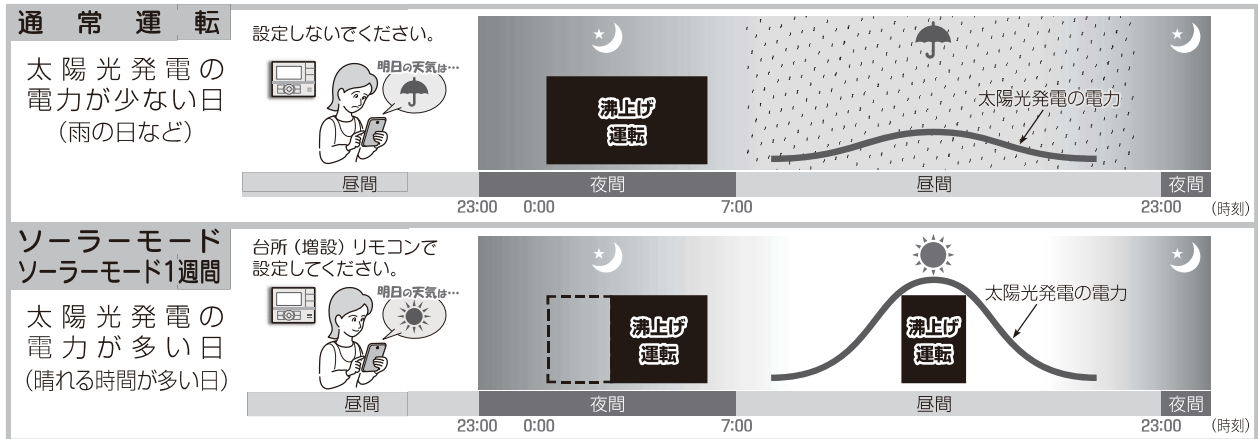 通常運転
設定しないでください。
太陽光発電の
電力が少ない日
(雨の日など)
明日の天気は…
沸上げ
運転
太陽光発電の電力
昼間
夜間
昼間
夜間
23:00 0:00 7:00 23:00 (時刻)
ソーラーモード
ソーラーモード1週間
台所(増設)リモコンで
設定してください。
太陽光発電の
電力が多い日
(晴れる時間が多い日)
明日の天気は…
沸上げ
運転
沸上げ
運転
太陽光発電の電力
昼間
夜間
昼間
夜間
23:00 0:00 7:00 23:00 (時刻)